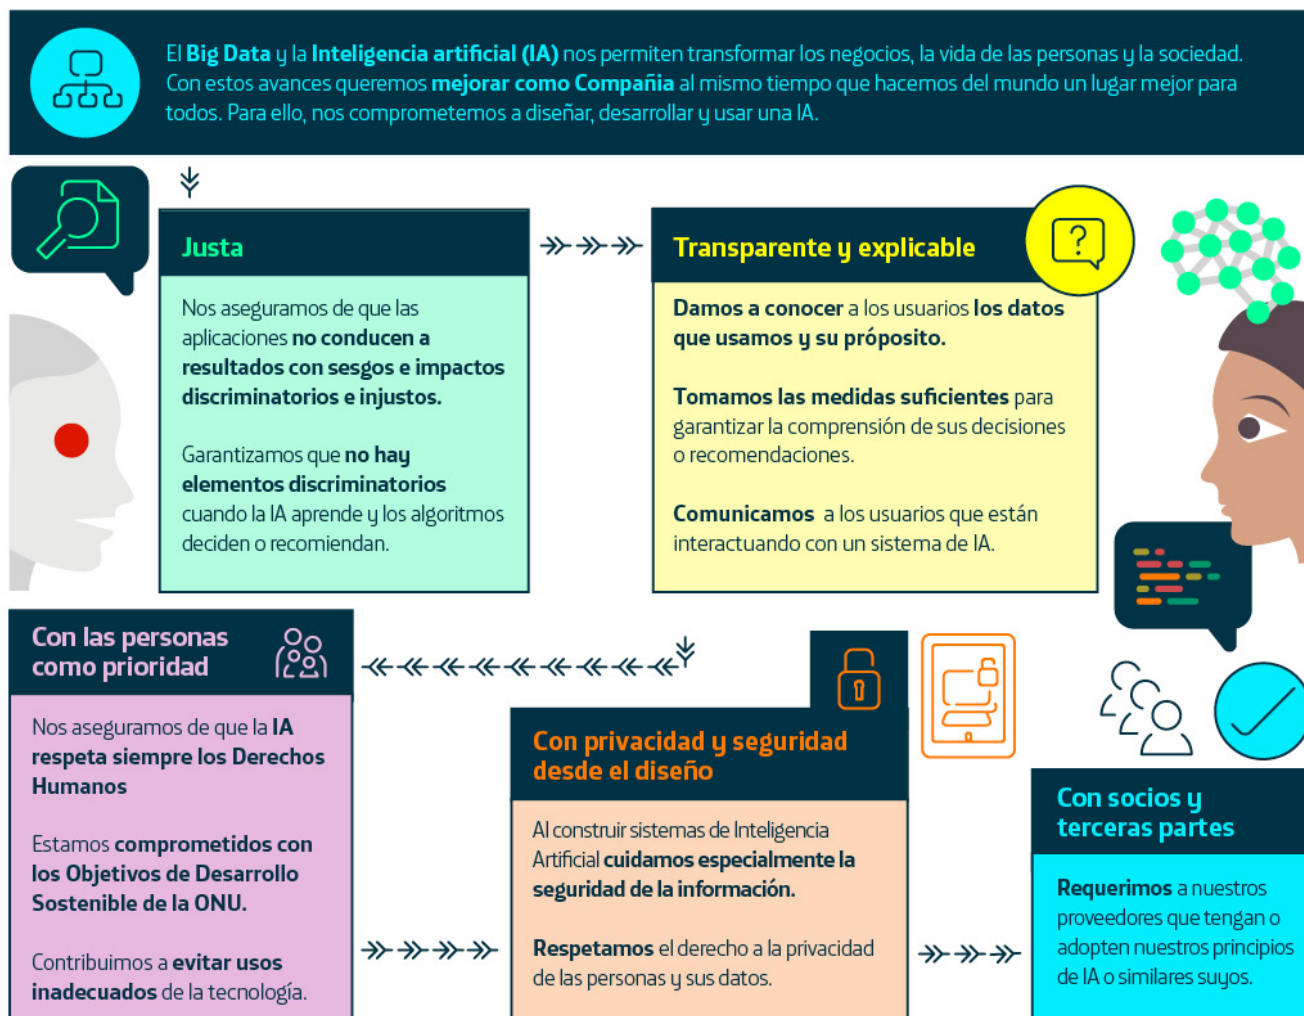 El Big Data y la Inteligencia artificial (IA) nos permiten transformar los negocios, la vida de las personas y la sociedad.
Con estos avances queremos mejorar como Compañia al mismo tiempo que hacemos del mundo un lugar mejor para
todos. Para ello, nos comprometemos a diseñar, desarrollar y usar una IA.
Justa
Nos aseguramos de que las
aplicaciones no conducen a
resultados con sesgos e impactos
discriminatorios e injustos.
Garantizamos que no hay
elementos discriminatorios
cuando la IA aprende y los algoritmos
deciden o recomiendan.
Transparente y explicable
?
Damos a conocer a los usuarios los datos
que usamos y su próposito.
Tomamos las medidas suficientes para
garantizar la comprensión de sus decisiones
o recomendaciones.
Comunicamos a los usuarios que están
interactuando con un sistema de IA.
Con las personas
como prioridad
Nos aseguramos de que la IA
respeta siempre los Derechos
Humanos
Estamos comprometidos con
los Objetivos de Desarrollo
Sostenible de la ONU.
Contribuimos a evitar usos
inadecuados de la tecnología.
Con privacidad y seguridad
desde el diseño
Al construir sistemas de Inteligencia
Artificial cuidamos especialmente la
seguridad de la información.
Respetamos el derecho a la privacidad
de las personas y sus datos.
Con socios y
terceras partes
Requerimos a nuestros
proveedores que tengan o
adopten nuestros principios
de IA o similares suyos.